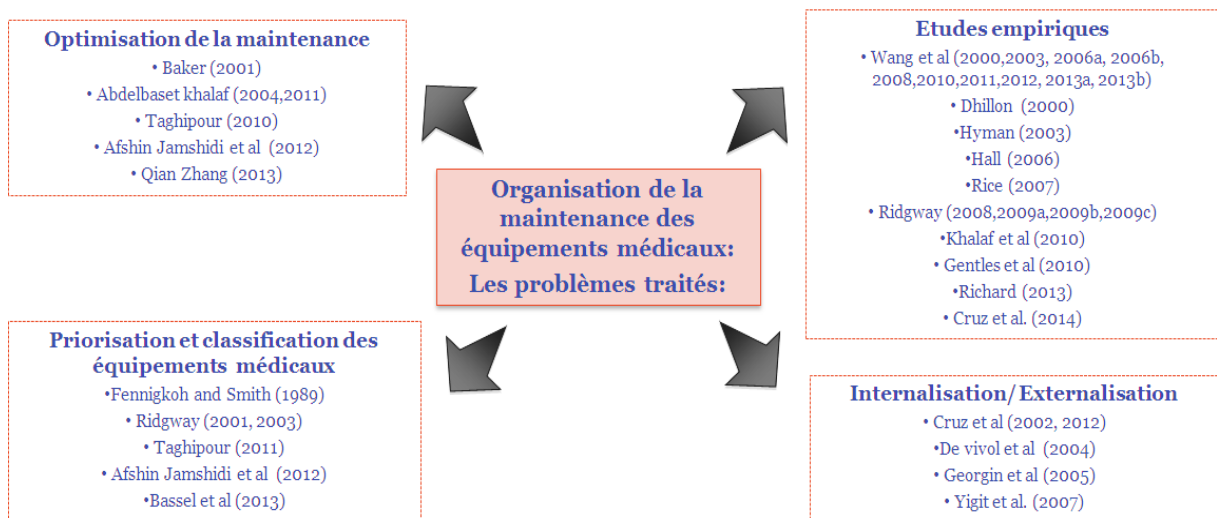 Optimisation de la maintenance
• Baker (2001)
• Abdelbaset khalaf (2004,2011)
• Taghipour (2010)
• Afshin Jamshidi et al (2012)
• Qian Zhang (2013)
Etudes empiriques
• Wang et al (2000,2003, 2006a, 2006b,
2008,2010,2011,2012, 2013a, 2013b)
• Dhillon (2000)
• Hyman (2003)
•Hall (2006)
•Rice (2007)
• Ridgway (2008,2009a,2009b,2009c)
•Khalaf et al (2010)
• Gentles et al (2010)
•Richard (2013)
• Cruz et al. (2014)
Organisation de la
maintenance des
équipements médicaux:
Les problèmes traités:
Priorisation et classification des
équipements médicaux
•Fennigkoh and Smith (1989)
• Ridgway (2001, 2003)
• Taghipour (2011)
• Afshin Jamshidi et al (2012)
•Bassel et al (2013)
Internalisation/Externalisation
• Cruz et al (2002, 2012)
•De vivol et al (2004)
• Georgin et al (2005)
• Yigit et al. (2007)